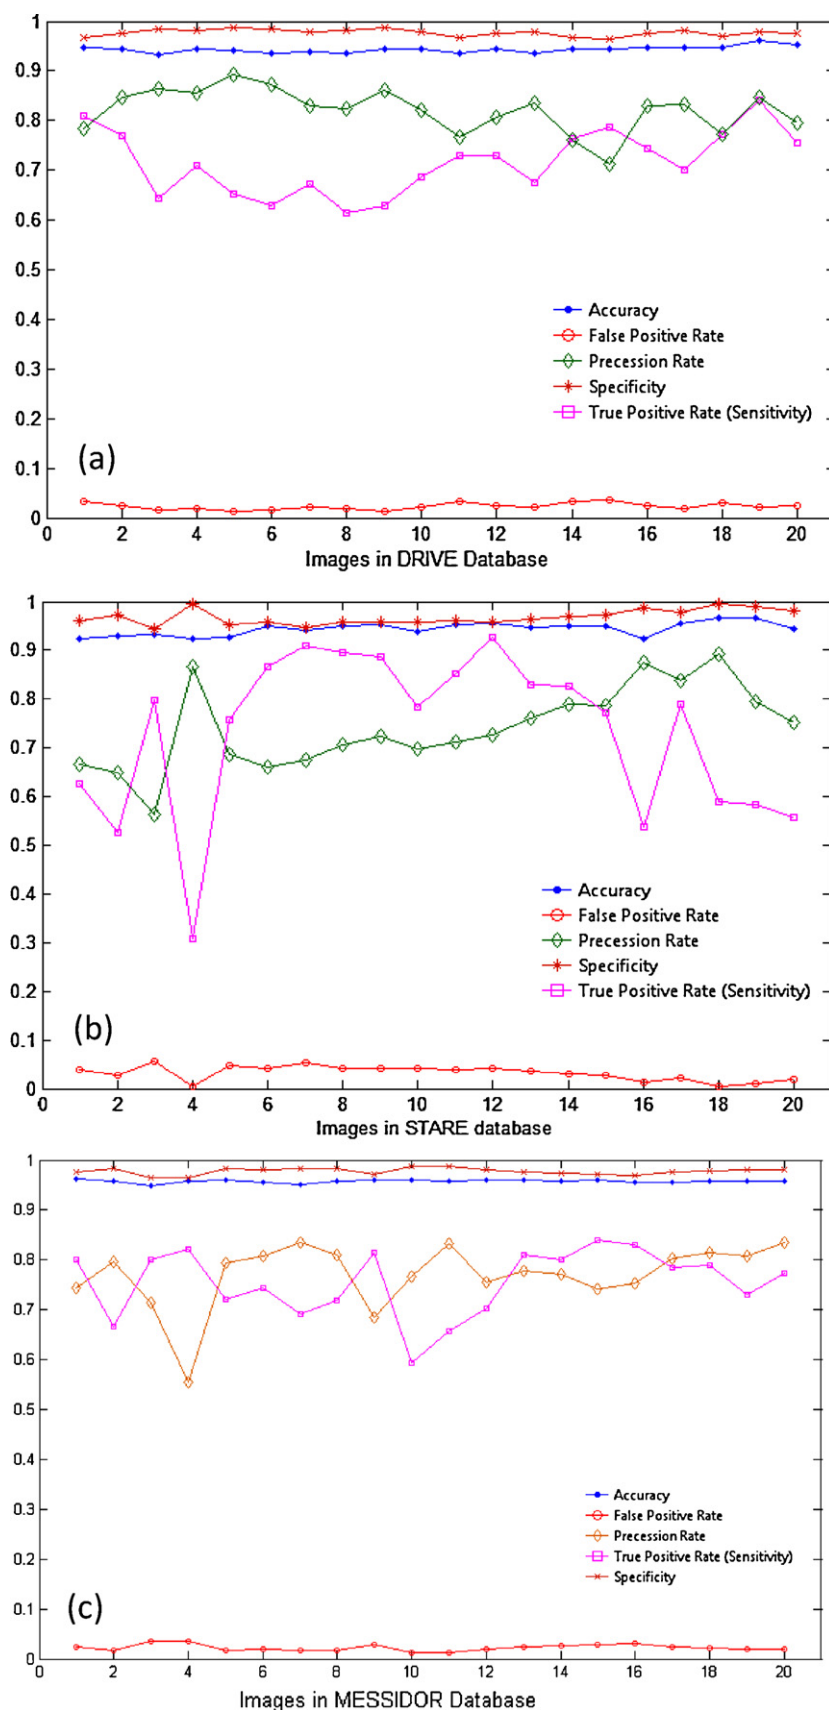 1
0.9
0.8
0.7
0.6
0.5
0.4
0.3
0.2
0.1
0
Accuracy
False Positive Rate
Precession Rate
Specificity
True Positive Rate (Sensitivity)
(a)
0 2 4 6 8 10 12 14 16 18 20
Images in DRIVE Database
1
0.9
0.8
0.7
0.6
0.5
0.4
0.3
0.2
0.1
0
Accuracy
False Positive Rate
Precession Rate
Specificity
True Positive Rate (Sensitivity)
(b)
0 2 4 6 8 10 12 14 16 18 20
Images in STARE database
1
0.9
0.8
0.7
0.6
0.5
0.4
0.3
0.2
0.1
0
Accuracy
False Positive Rate
Precession Rate
True Positive Rate (Sensitivity)
Specificity
(c)
0 2 4 6 8 10 12 14 16 18 20
Images in MESSIDOR Database